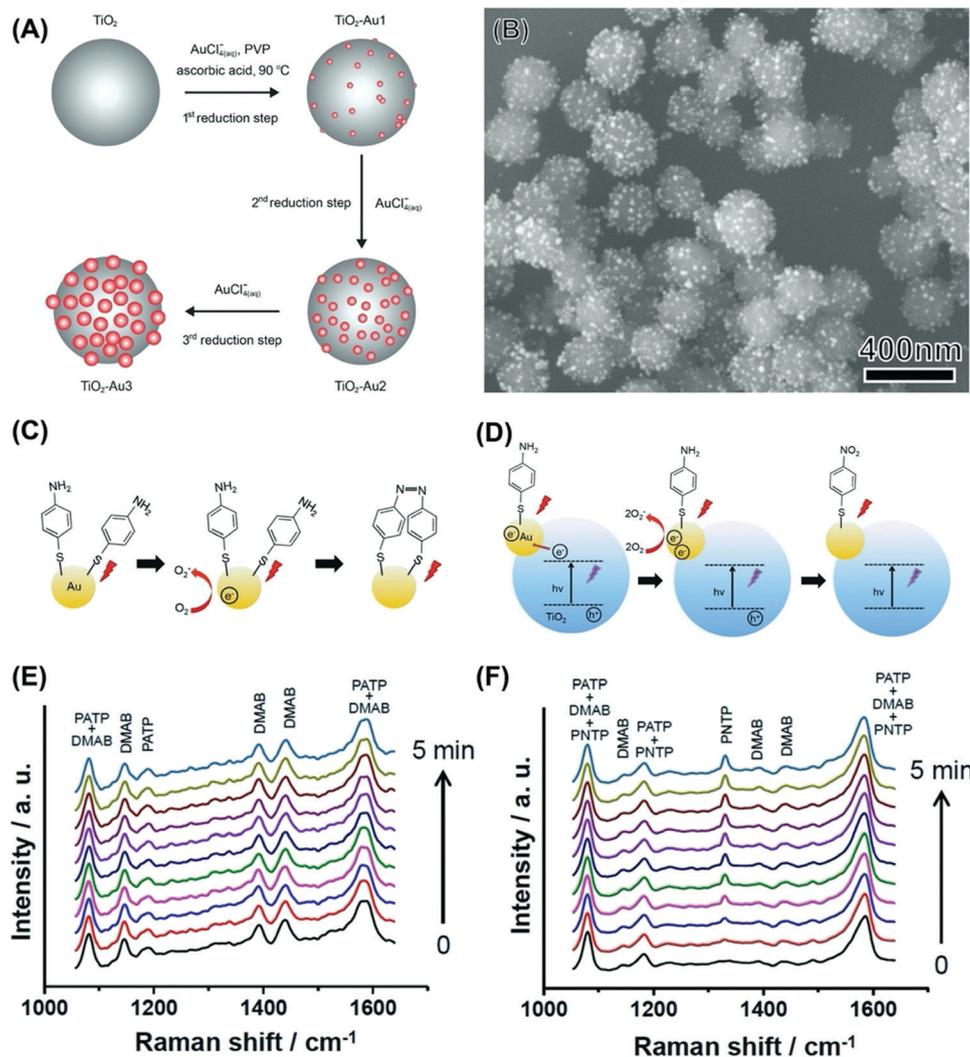 (A)
TiO₂
AuCl₄⁻(aq), PVP
ascorbic acid, 90 °C
1st reduction step
TiO₂-Au1
2nd reduction step
AuCl₄⁻(aq)
AuCl₄⁻(aq)
3rd reduction step
TiO₂-Au3
TiO₂-Au2
(B)
400nm
(C)
NH₂
NH₂
S
S
Au
NH₂
NH₂
S
S
O₂⁻
O₂
e⁻
N=N
S
S
(D)
NH₂
S
e⁻
Au
e⁻
hv
TiO₂
h⁺
NH₂
S
2O₂⁻
2O₂
e⁻
e⁻
hv
h⁺
NO₂
S
hv
(E)
PATP
+
DMAB
DMAB
PATP
DMAB
DMAB
PATP
+
DMAB
5 min
0
Intensity / a. u.
1000 1200 1400 1600
Raman shift / cm⁻¹
(F)
PATP
+
DMAB
+
PNTP
DMAB
PATP
+
PNTP
PNTP
DMAB
DMAB
PATP
+
DMAB
+
PNTP
5 min
0
Intensity / a. u.
1000 1200 1400 1600
Raman shift / cm⁻¹